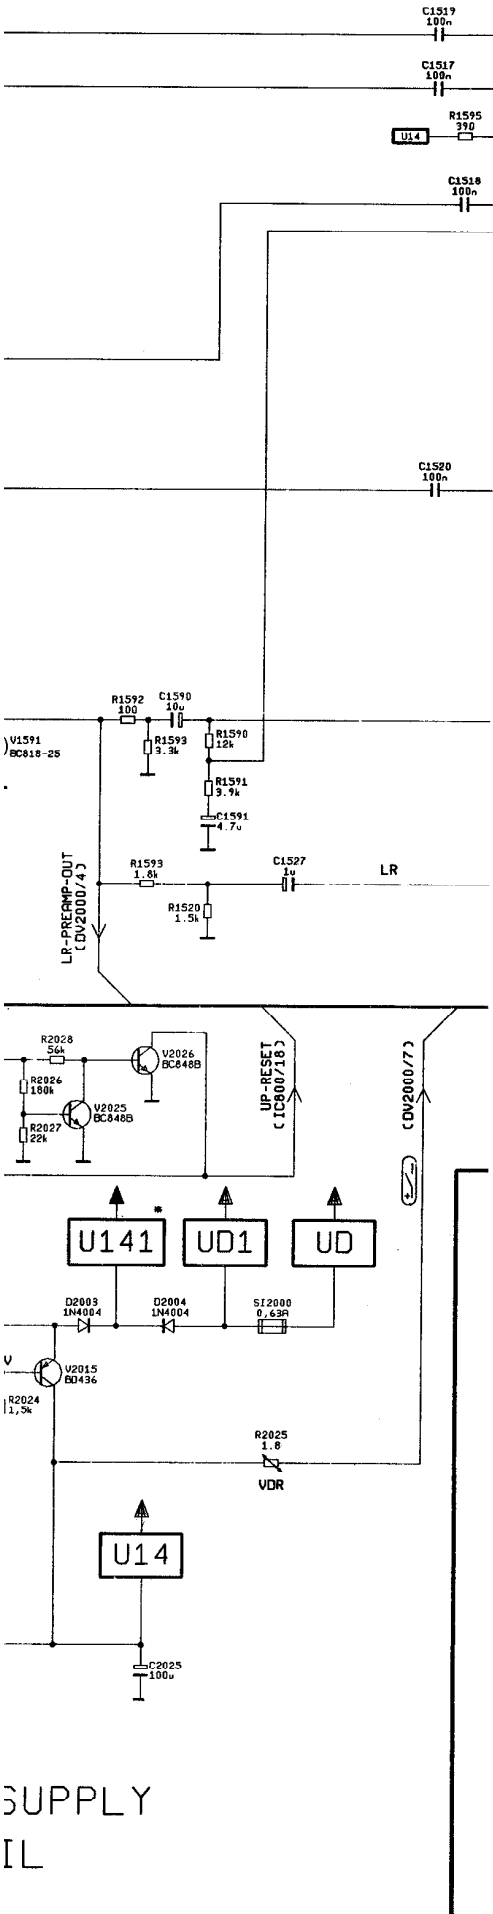 C1519
100n
C1517
100n
R1595
390
U14
C1518
100n
C1520
100n
R1592
100
C1590
10u
V1591
BC818-25
R1593
3.3k
R1590
12k
R1591
3.9k
C1591
4.7u
LR-PREAMP-OUT
(DV2000/4)
R1593
1.8k
C1527
1u
LR
R1520
1.5k
R2028
56k
V2026
BC848B
R2026
180k
V2025
BC848B
R2027
22k
UP-RESET
(IC800/18)
(DV2000/7)
*
U141
UD1
UD
D2003
1N4004
D2004
1N4004
SI2000
0,63A
V
V2015
BD436
R2024
1,5k
R2025
1.8
VDR
U14
C2025
100u
SUPPLY
IL